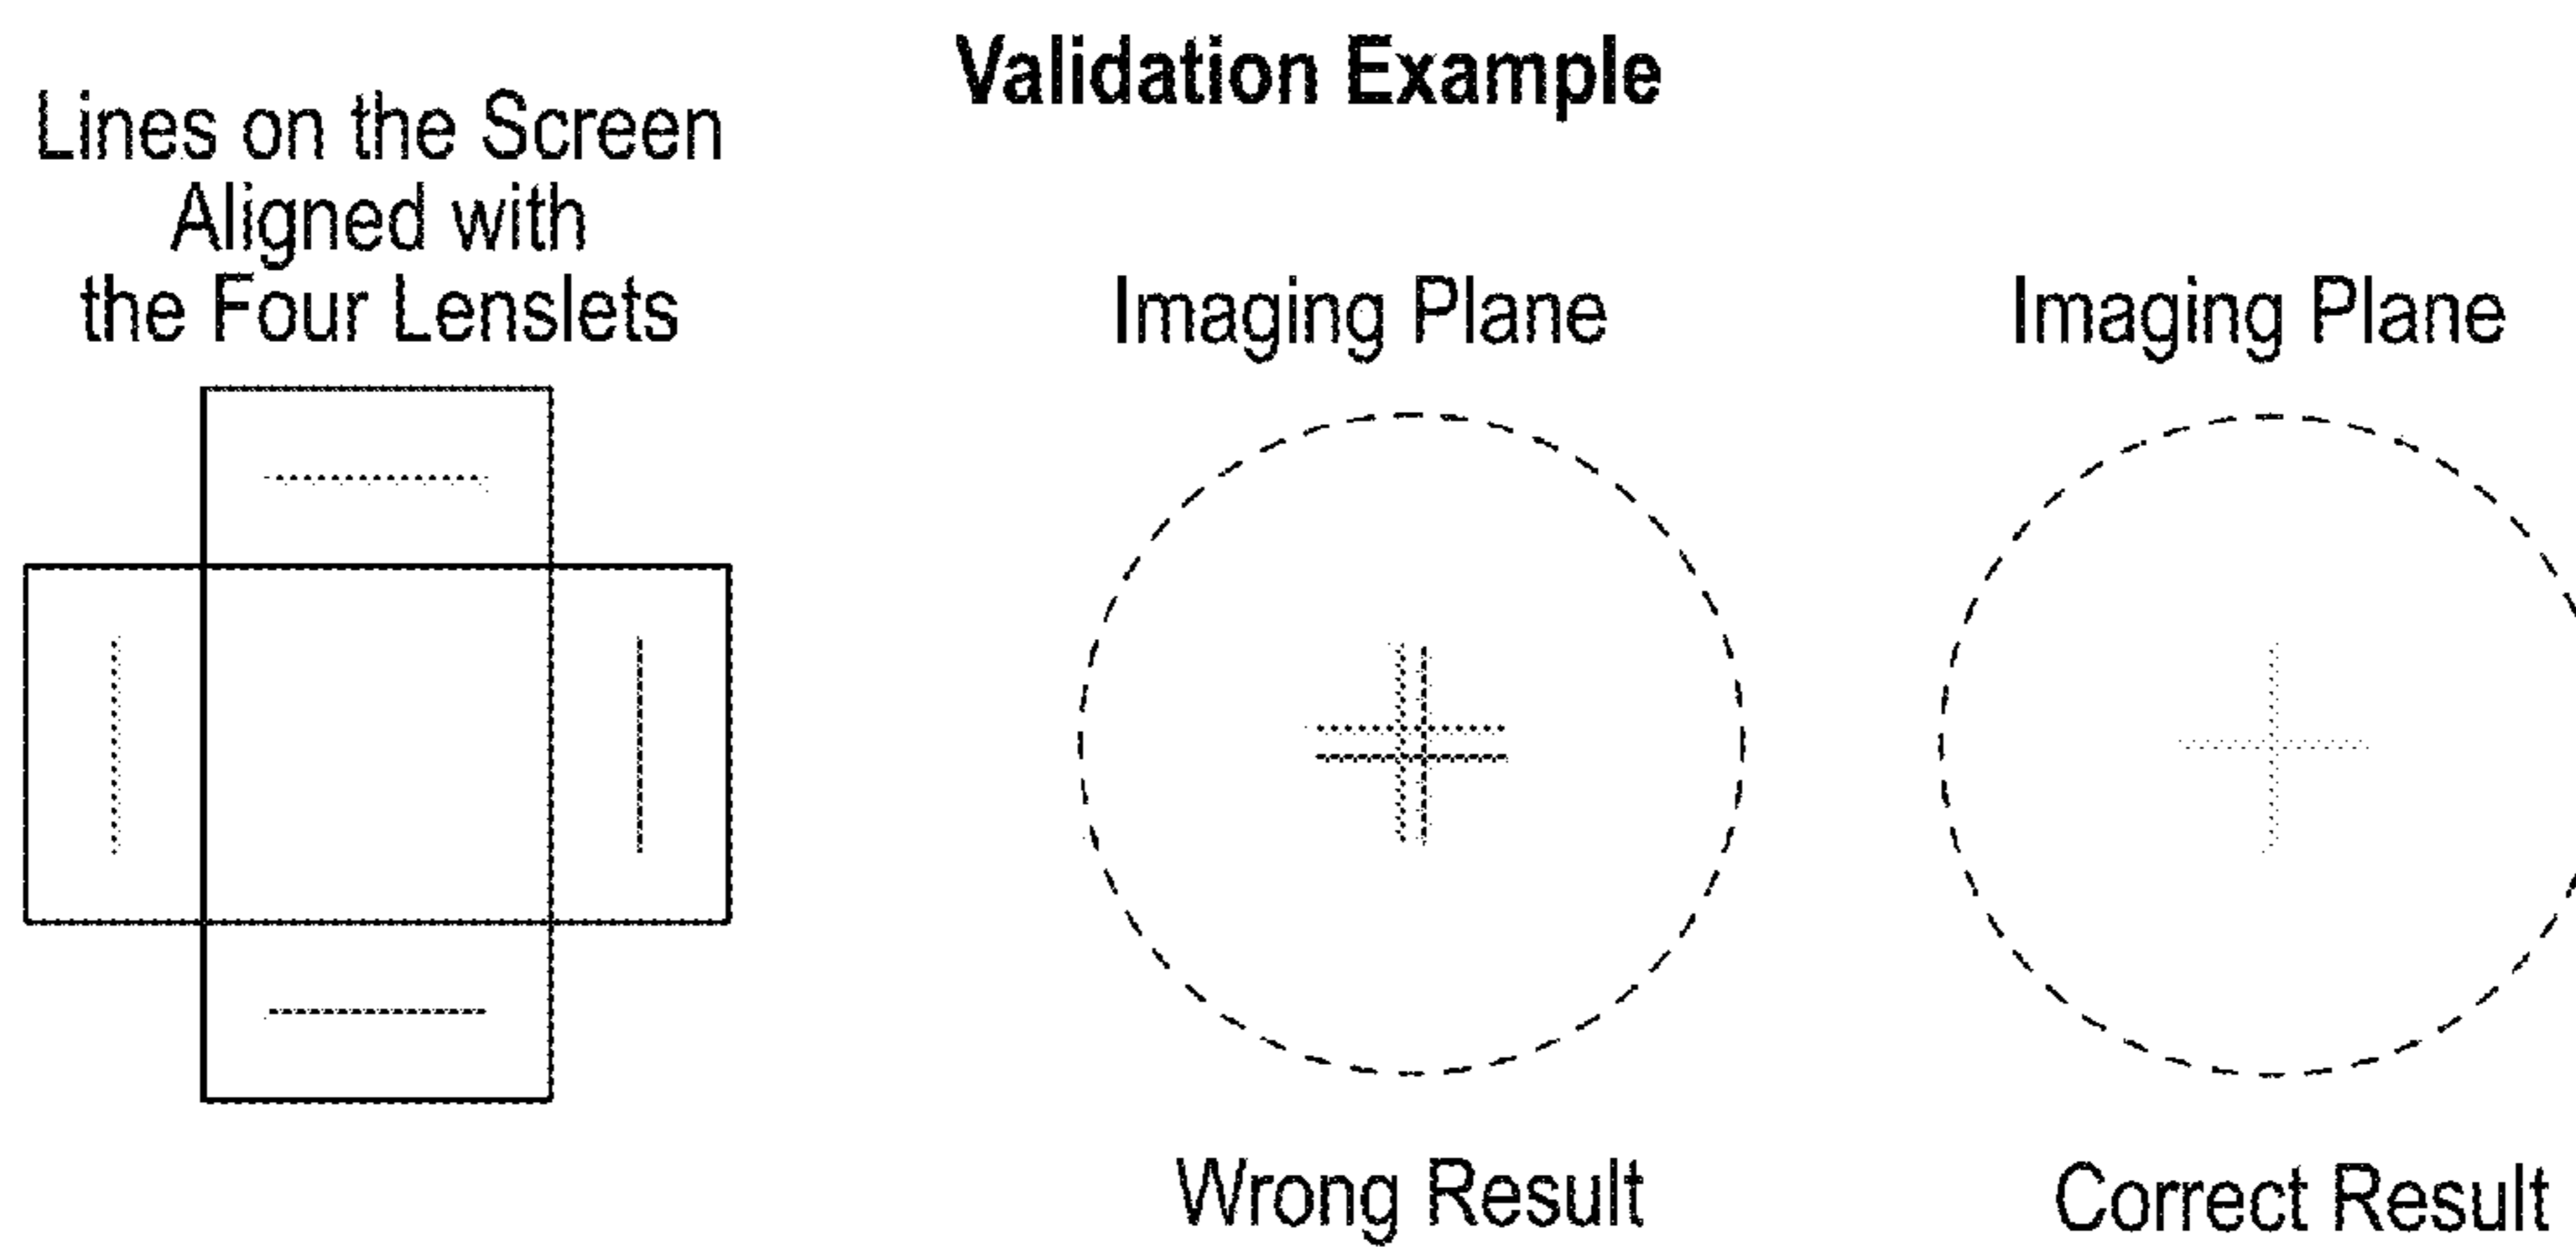 Validation Example
Lines on the Screen
Aligned with
the Four Lenslets
Imaging Plane
Imaging Plane
Wrong Result
Correct Result